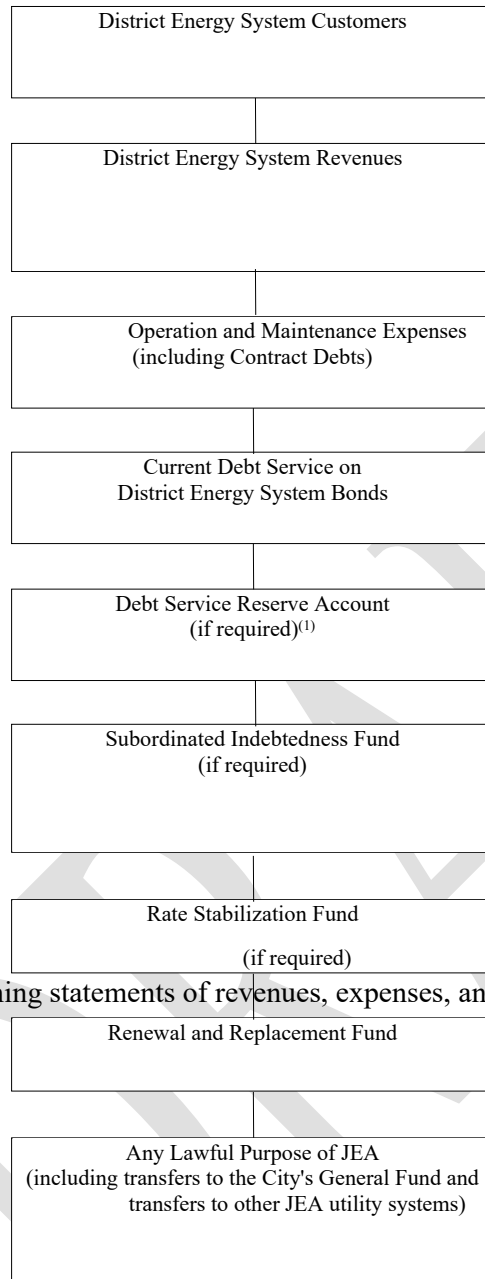 District Energy System Customers
District Energy System Revenues
Operation and Maintenance Expenses
(including Contract Debts)
Current Debt Service on
District Energy System Bonds
Debt Service Reserve Account
(if required)(1)
Subordinated Indebtedness Fund
(if required)
Rate Stabilization Fund
(if required)
ning statements of revenues, expenses, an
Renewal and Replacement Fund
Any Lawful Purpose of JEA
(including transfers to the City's General Fund and
transfers to other JEA utility systems)